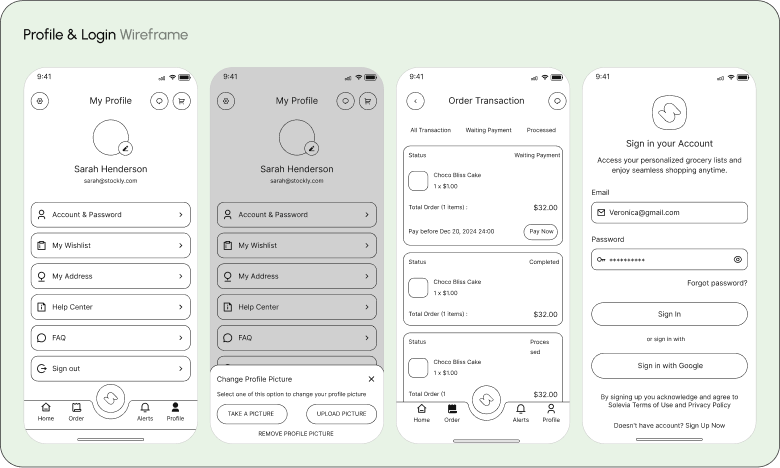 Profile & Login Wireframe
9:41
My Profile
Sarah Henderson
sarah@stockly.com
Account & Password
My Wishlist
My Address
Help Center
FAQ
Sign out
Home
Order
Alerts
Profile
9:41
My Profile
Sarah Henderson
sarah@stockly.com
Account & Password
My Wishlist
My Address
Help Center
FAQ
Change Profile Picture
Select one of this option to change your profile picture
TAKE A PICTURE
UPLOAD PICTURE
REMOVE PROFILE PICTURE
9:41
Order Transaction
All Transaction
Waiting Payment
Processed
Status
Waiting Payment
Choco Bliss Cake
1 x $1.00
Total Order (1 items) :
$32.00
Pay before Dec 20, 2024 24:00
Pay Now
Status
Completed
Choco Bliss Cake
1 x $1.00
Total Order (1 items) :
$32.00
Status
Proces
sed
Choco Bliss Cake
1 x $1.00
Total Order (1
$32.00
Home
Order
Alerts
Profile
9:41
Sign in your Account
Access your personalized grocery lists and
enjoy seamless shopping anytime.
Email
Veronica@gmail.com
Password
**********
Forgot password?
Sign In
or sign in with
Sign in with Google
By signing up you acknowledge and agree to
Solevia Terms of Use and Privacy Policy
Doesn't have account? Sign Up Now